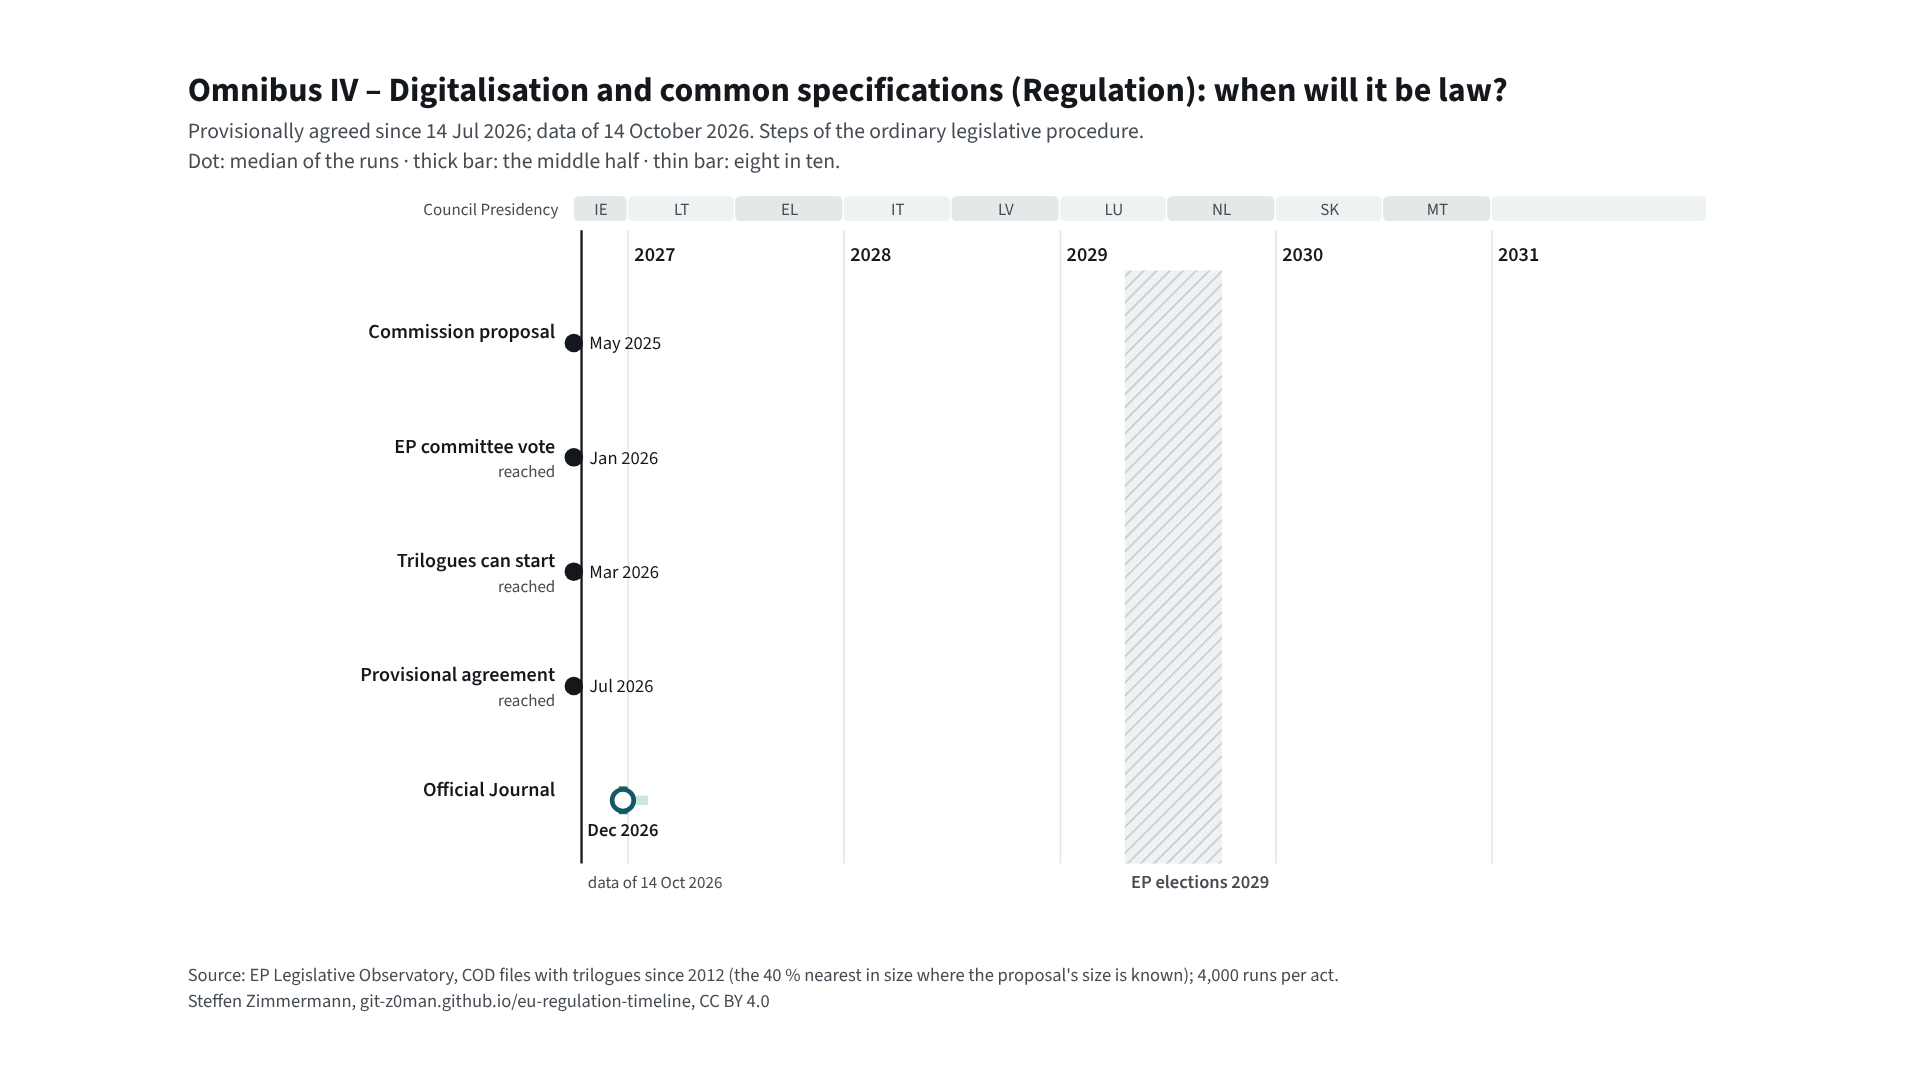 Omnibus IV – Digitalisation and common specifications (Regulation): when will it be law?
Provisionally agreed since 14 Jul 2026; data of 14 October 2026. Steps of the ordinary legislative procedure.
Dot: median of the runs · thick bar: the middle half · thin bar: eight in ten.
Council Presidency IE LT EL IT LV LU NL SK MT
2027 2028 2029 2030 2031
Commission proposal
May 2025
EP committee vote
reached
Jan 2026
Trilogues can start
reached
Mar 2026
Provisional agreement
reached
Jul 2026
Official Journal
Dec 2026
data of 14 Oct 2026
EP elections 2029
Source: EP Legislative Observatory, COD files with trilogues since 2012 (the 40 % nearest in size where the proposal's size is known); 4,000 runs per act.
Steffen Zimmermann, git-z0man.github.io/eu-regulation-timeline, CC BY 4.0